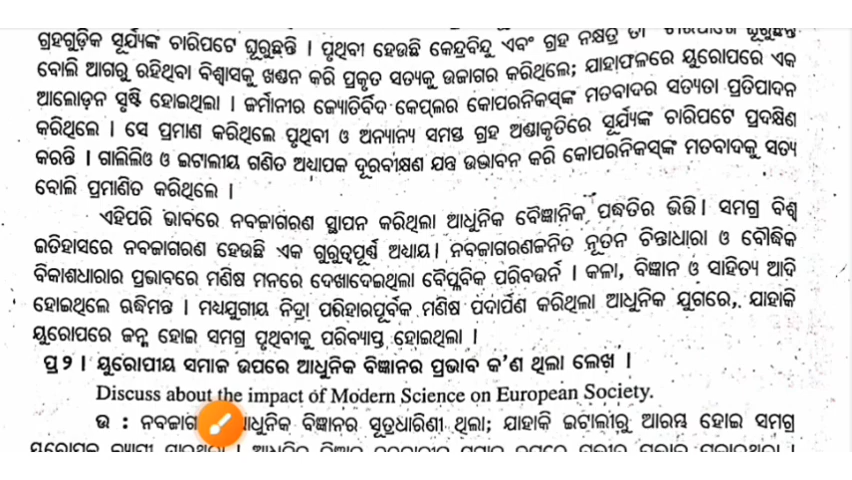 ଗ୍ରହଗୁଡ଼ିକ ସୂର୍ଯ୍ୟଙ୍କ ଚାରିପଟେ ଘୂରୁଛନ୍ତି । ପୃଥିବୀ ହେଉଛି କେନ୍ଦ୍ରବିନ୍ଦୁ ଏବଂ ଗ୍ରହ ନକ୍ଷତ୍ର ତା
ବୋଲି ଆଗରୁ ରହିଥିବା ବିଶ୍ୱାସକୁ ଖଣ୍ଡନ କରି ପ୍ରକୃତ ସତ୍ୟକୁ ଉଜାଗର କରିଥିଲେ; ଯାହାଫଳରେ ୟୁରୋପରେ ଏକ
ଆଲୋଡ଼ନ ସୃଷ୍ଟି ହୋଇଥିଲା । ଜର୍ମାନୀର ଜ୍ୟୋତିର୍ବିଦ କେପ୍‌ଲର କୋପରନିକସ୍‌ଙ୍କ ମତବାଦର ସତ୍ୟତା ପ୍ରତିପାଦନ
କରିଥିଲେ । ସେ ପ୍ରମାଣ କରିଥିଲେ ପୃଥିବୀ ଓ ଅନ୍ୟାନ୍ୟ ସମସ୍ତ ଗ୍ରହ ଅଣ୍ଡାକୃତିରେ ସୂର୍ଯ୍ୟଙ୍କ ଚାରିପଟେ ପ୍ରଦକ୍ଷିଣ
କରନ୍ତି । ଗାଲିଲିଓ ଓ ଇଟାଲୀୟ ଗଣିତ ଅଧ୍ୟାପକ ଦୂରବୀକ୍ଷଣ ଯନ୍ତ୍ର ଉଦ୍ଭାବନ କରି କୋପରନିକସ୍‌ଙ୍କ ମତବାଦକୁ ସତ୍ୟ
ବୋଲି ପ୍ରମାଣିତ କରିଥିଲେ ।
ଏହିପରି ଭାବରେ ନବଜାଗରଣ ସ୍ଥାପନ କରିଥିଲା ଆଧୁନିକ ବୈଜ୍ଞାନିକ ପଦ୍ଧତିର ଭିତ୍ତି । ସମଗ୍ର ବିଶ୍ୱ
ଇତିହାସରେ ନବଜାଗରଣ ହେଉଛି ଏକ ଗୁରୁତ୍ୱପୂର୍ଣ୍ଣ ଅଧ୍ୟାୟ । ନବଜାଗରଣଜନିତ ନୂତନ ଚିନ୍ତାଧାରା ଓ ବୌଦ୍ଧିକ
ବିକାଶଧାରାର ପ୍ରଭାବରେ ମଣିଷ ମନରେ ଦେଖାଦେଇଥିଲା ବୈପ୍ଳବିକ ପରିବର୍ତ୍ତନ । କଳା, ବିଜ୍ଞାନ ଓ ସାହିତ୍ୟ ଆଦି
ହୋଇଥିଲେ ଋଦ୍ଧିମନ୍ତ । ମଧ୍ୟଯୁଗୀୟ ନିଦ୍ରା ପରିହାରପୂର୍ବକ ମଣିଷ ପଦାର୍ପଣ କରିଥିଲା ଆଧୁନିକ ଯୁଗରେ, ଯାହାକି
ୟୁରୋପରେ ଜନ୍ମ ହୋଇ ସମଗ୍ର ପୃଥିବୀକୁ ପରିବ୍ୟାପ୍ତ ହୋଇଥିଲା ।
ପ୍ର ୨ । ୟୁରୋପୀୟ ସମାଜ ଉପରେ ଆଧୁନିକ ବିଜ୍ଞାନର ପ୍ରଭାବ କ'ଣ ଥିଲା ଲେଖ ।
Discuss about the impact of Modern Science on European Society.
ଉ : ଆଧୁନିକ ବିଜ୍ଞାନର ସୂତ୍ରଧାରିଣୀ ଥିଲା; ଯାହାକି ଇଟାଲୀରୁ ଆରମ୍ଭ ହୋଇ ସମଗ୍ର